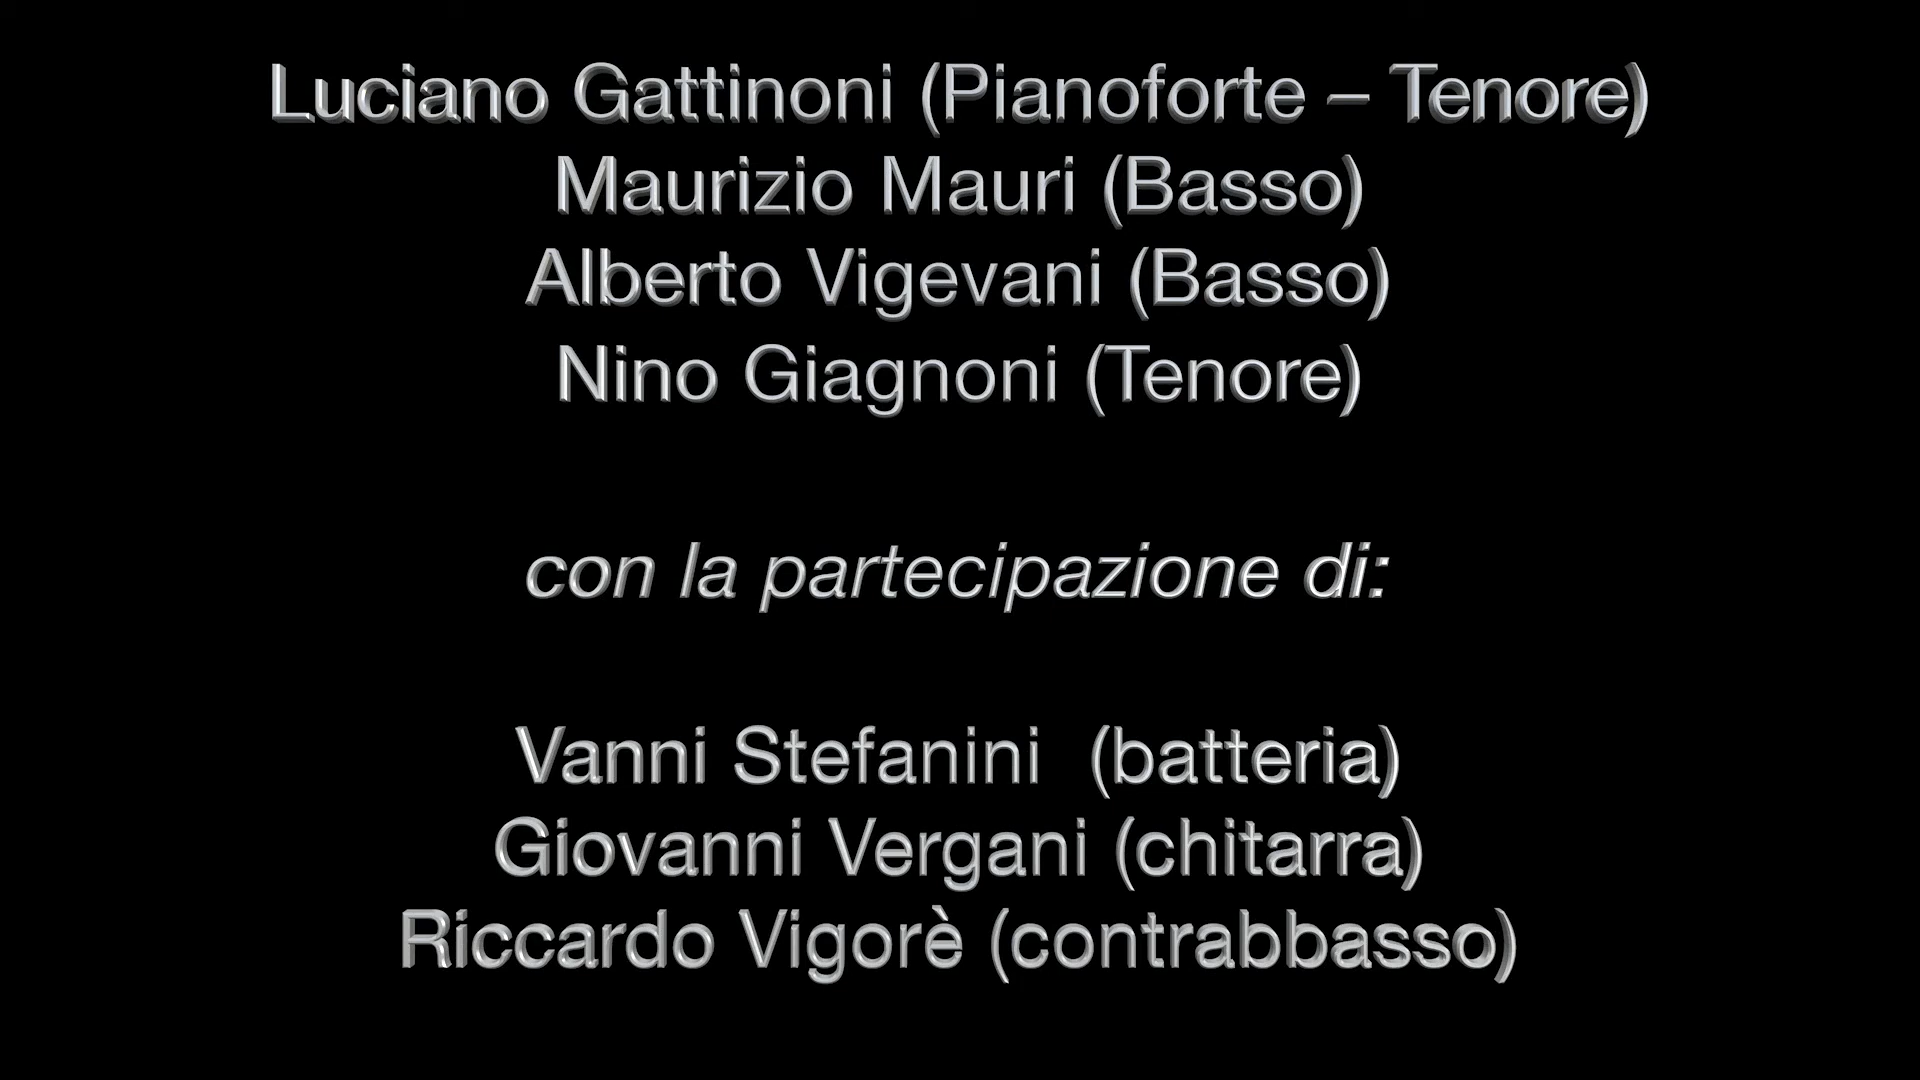 Luciano Gattinoni (Pianoforte – Tenore)
Maurizio Mauri (Basso)
Alberto Vigevani (Basso)
Nino Giagnoni (Tenore)
con la partecipazione di:
Vanni Stefanini  (batteria)
Giovanni Vergani (chitarra)
Riccardo Vigorè (contrabbasso)